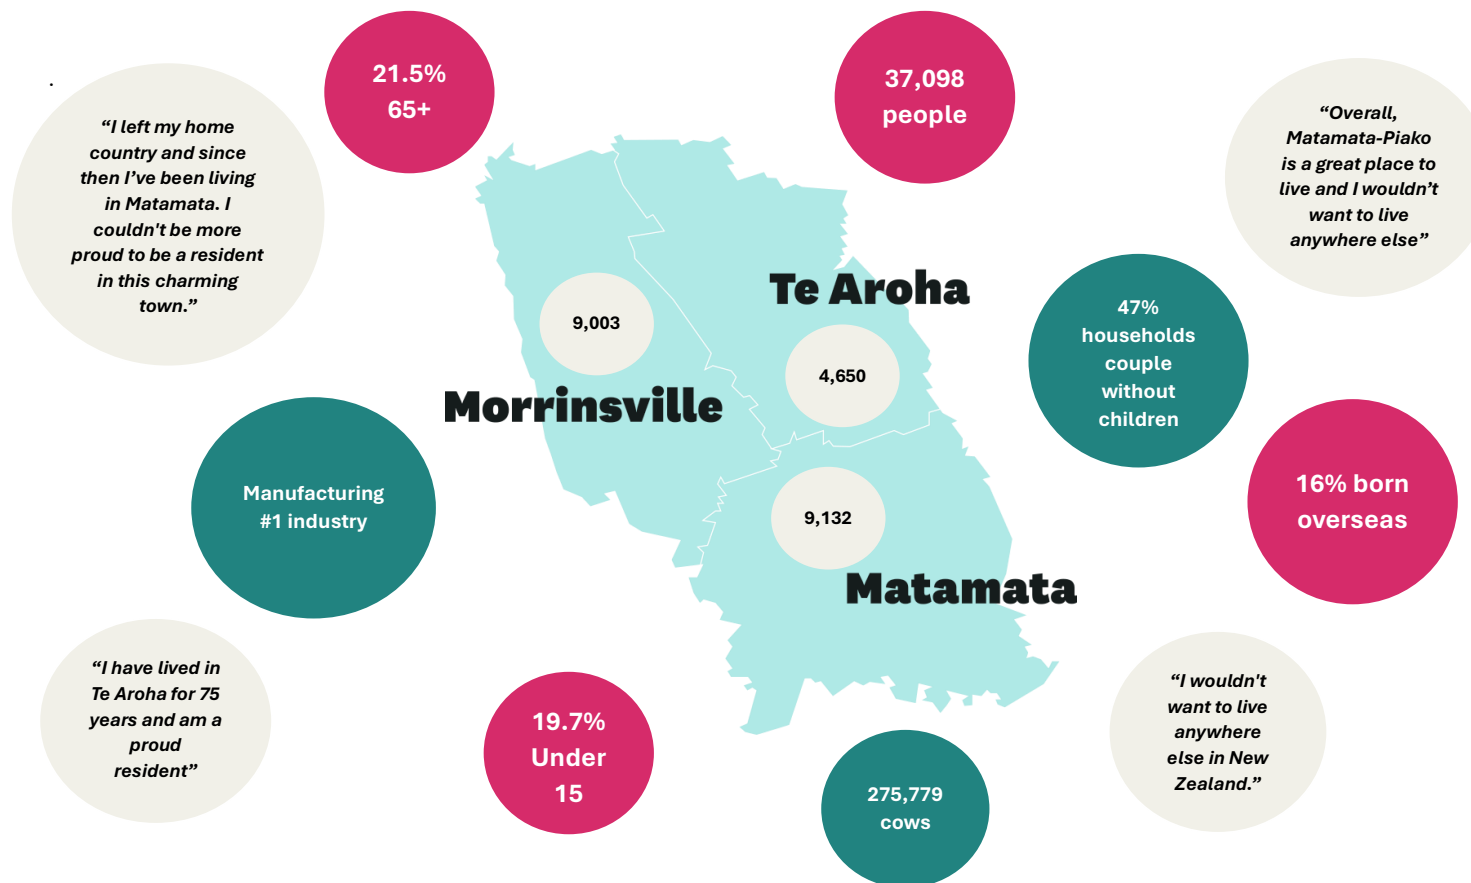 21.5%
65+
37,098
people
“I left my home
country and since
then I’ve been living
in Matamata. I
couldn't be more
proud to be a resident
in this charming
town.”
“Overall,
Matamata-Piako
is a great place to
live and I wouldn’t
want to live
anywhere else”
Te Aroha
9,003
4,650
47%
households
couple
without
children
Morrinsville
Manufacturing
#1 industry
9,132
16% born
overseas
Matamata
“I have lived in
Te Aroha for 75
years and am a
proud
resident”
19.7%
Under
15
“I wouldn't
want to live
anywhere
else in New
Zealand.”
275,779
cows